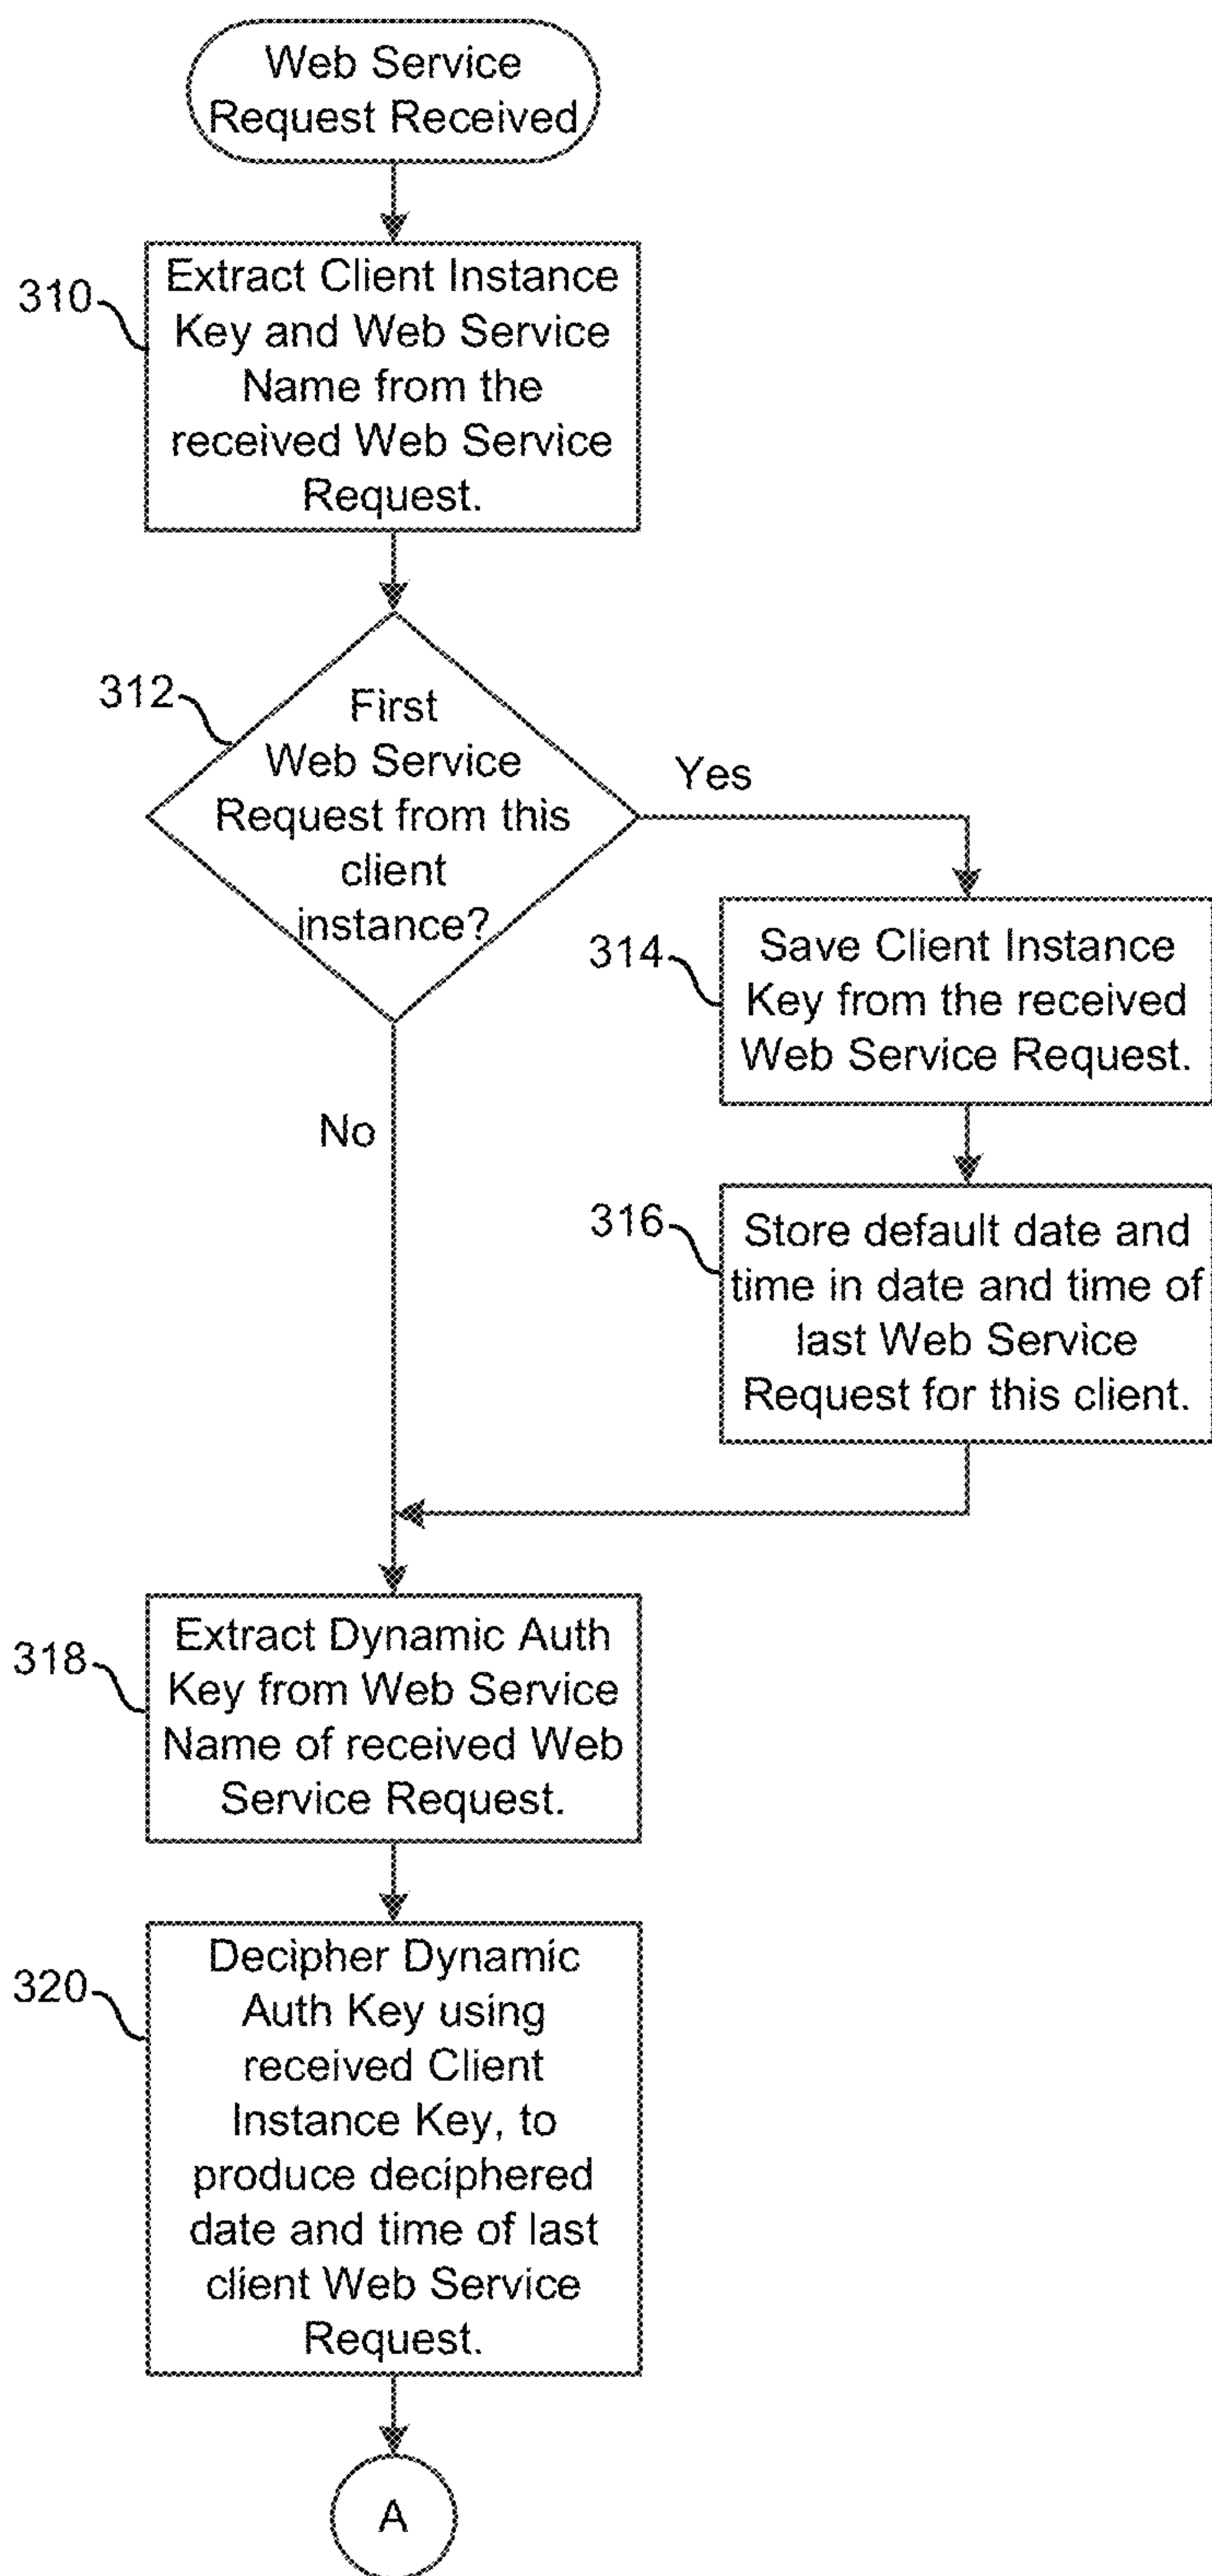 Web Service
Request Received
310
Extract Client Instance
Key and Web Service
Name from the
received Web Service
Request.
312
First
Web Service
Request from this
client
instance?
Yes
314
Save Client Instance
Key from the received
Web Service Request.
No
316
Store default date and
time in date and time of
last Web Service
Request for this client.
318
Extract Dynamic Auth
Key from Web Service
Name of received Web
Service Request.
320
Decipher Dynamic
Auth Key using
received Client
Instance Key, to
produce deciphered
date and time of last
client Web Service
Request.
A